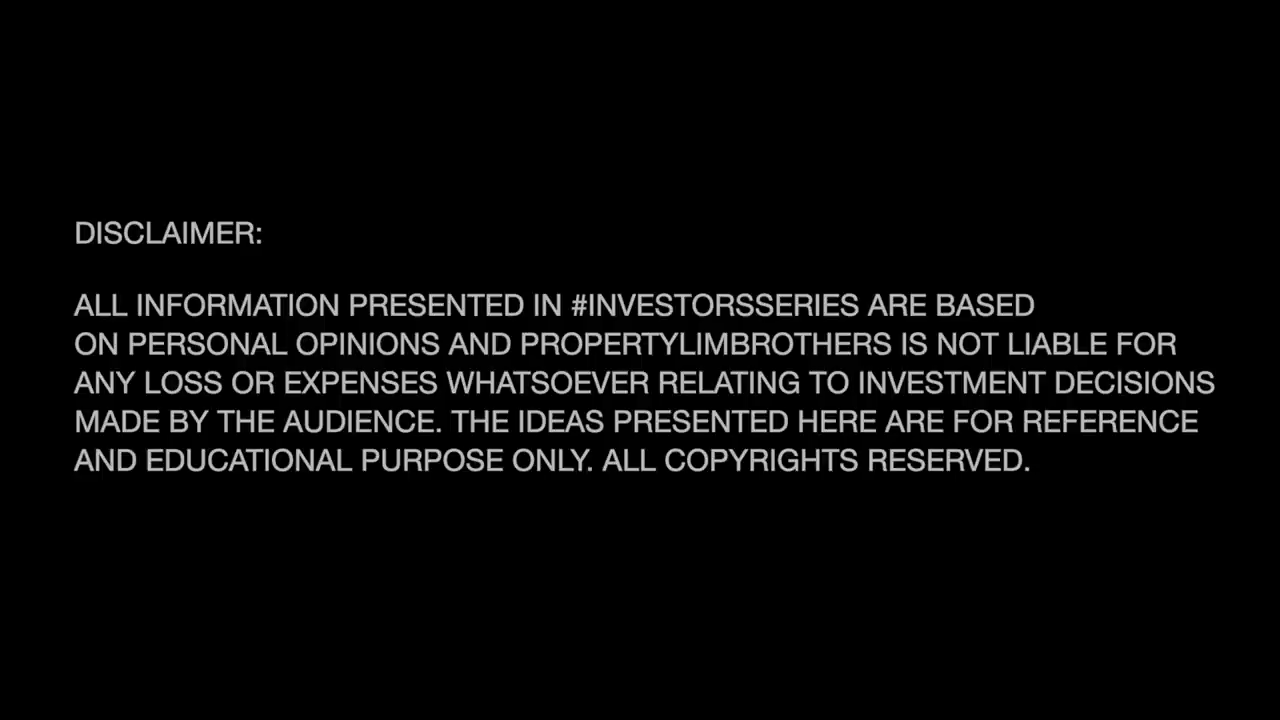 DISCLAIMER:
ALL INFORMATION PRESENTED IN #INVESTORSSERIES ARE BASED
ON PERSONAL OPINIONS AND PROPERTYLIMBROTHERS IS NOT LIABLE FOR
ANY LOSS OR EXPENSES WHATSOEVER RELATING TO INVESTMENT DECISIONS
MADE BY THE AUDIENCE. THE IDEAS PRESENTED HERE ARE FOR REFERENCE
AND EDUCATIONAL PURPOSE ONLY. ALL COPYRIGHTS RESERVED.